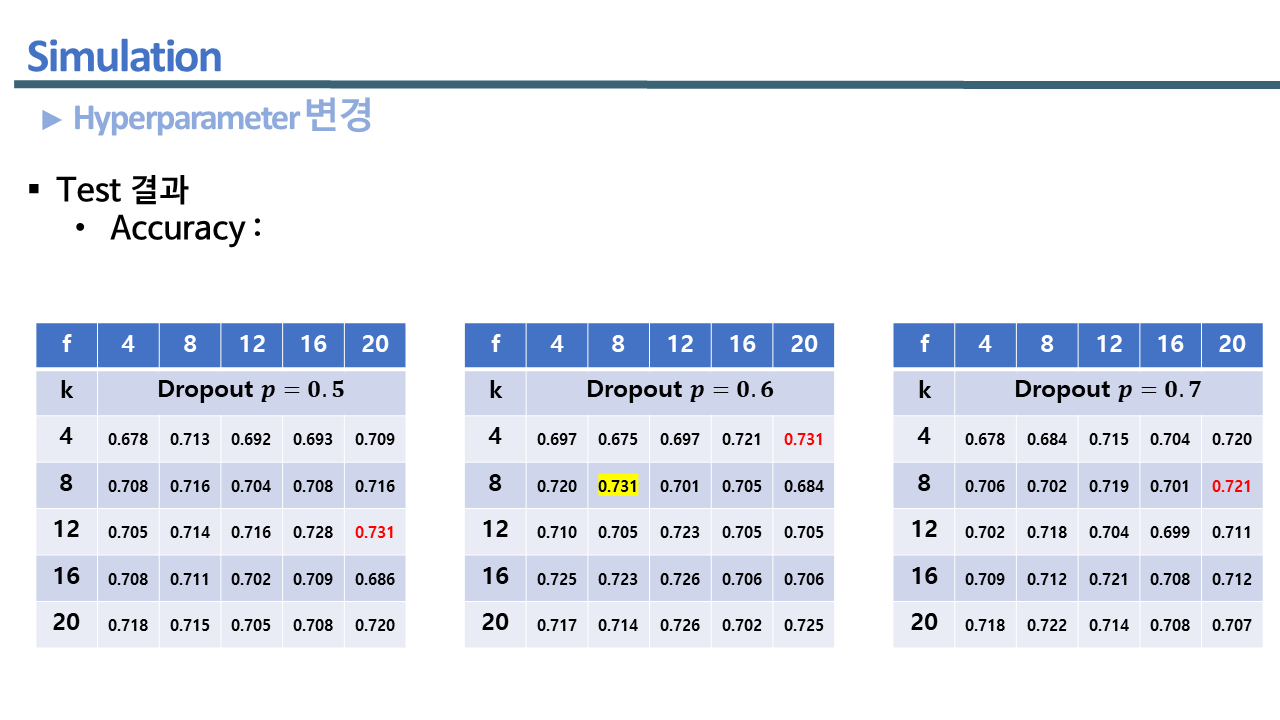 Simulation
► Hyperparameter 변경
▪ Test 결과
• Accuracy :
f 4 8 12 16 20
k Dropout p = 0.5
4 0.678 0.713 0.692 0.693 0.709
8 0.708 0.716 0.704 0.708 0.716
12 0.705 0.714 0.716 0.728 0.731
16 0.708 0.711 0.702 0.709 0.686
20 0.718 0.715 0.705 0.708 0.720
f 4 8 12 16 20
k Dropout p = 0.6
4 0.697 0.675 0.697 0.721 0.731
8 0.720 0.731 0.701 0.705 0.684
12 0.710 0.705 0.723 0.705 0.705
16 0.725 0.723 0.726 0.706 0.706
20 0.717 0.714 0.726 0.702 0.725
f 4 8 12 16 20
k Dropout p = 0.7
4 0.678 0.684 0.715 0.704 0.720
8 0.706 0.702 0.719 0.701 0.721
12 0.702 0.718 0.704 0.699 0.711
16 0.709 0.712 0.721 0.708 0.712
20 0.718 0.722 0.714 0.708 0.707